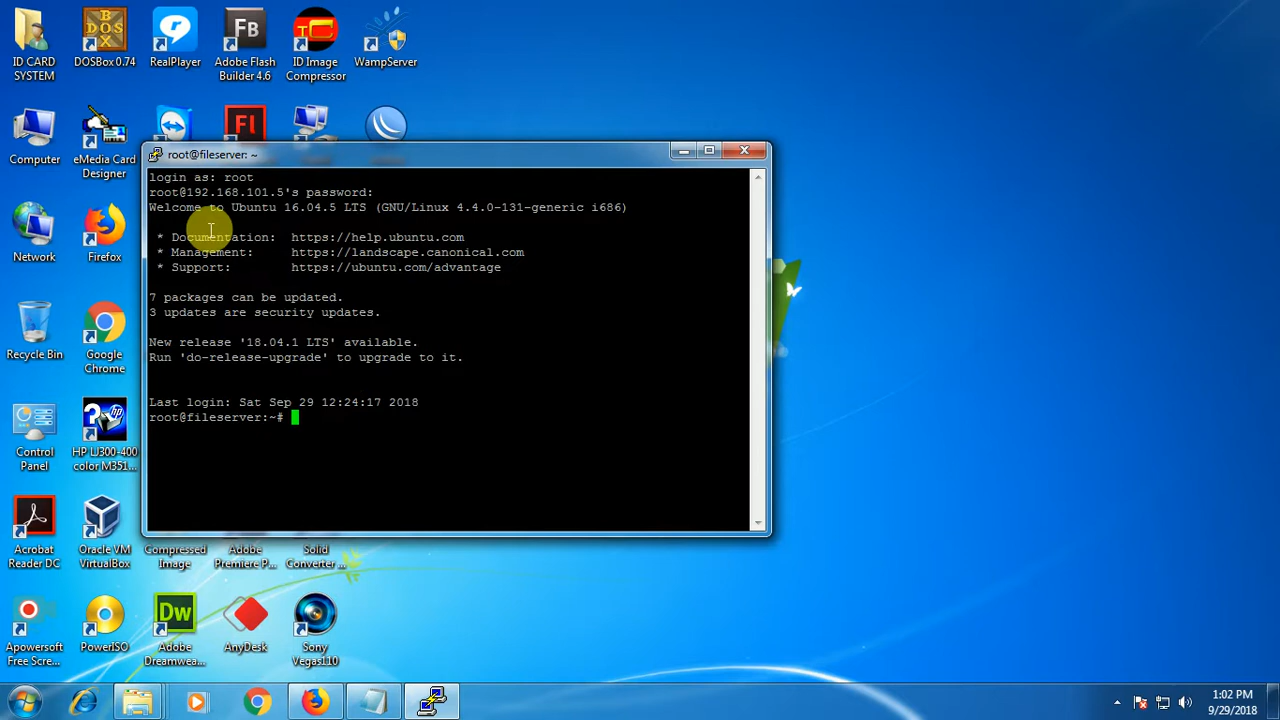 ID CARD SYSTEM
DOSBox 0.74
RealPlayer
Adobe Flash Builder 4.6
ID Image Compressor
WampServer
Computer
eMedia Card Designer
root@fileserver: ~
login as: root
root@192.168.101.5's password:
Welcome to Ubuntu 16.04.5 LTS (GNU/Linux 4.4.0-131-generic i686)
* Documentation: https://help.ubuntu.com
* Management: https://landscape.canonical.com
* Support: https://ubuntu.com/advantage
7 packages can be updated.
3 updates are security updates.
New release '18.04.1 LTS' available.
Run 'do-release-upgrade' to upgrade to it.
Last login: Sat Sep 29 12:24:17 2018
root@fileserver:~#
Network
Firefox
Recycle Bin
Google Chrome
Control Panel
HP LJ300-400 color M351...
Acrobat Reader DC
Oracle VM VirtualBox
Compressed Image
Adobe Premiere P...
Solid Converter ...
Apowersoft Free Scre...
PowerISO
Adobe Dreamwea...
AnyDesk
Sony Vegas110
1:02 PM
9/29/2018